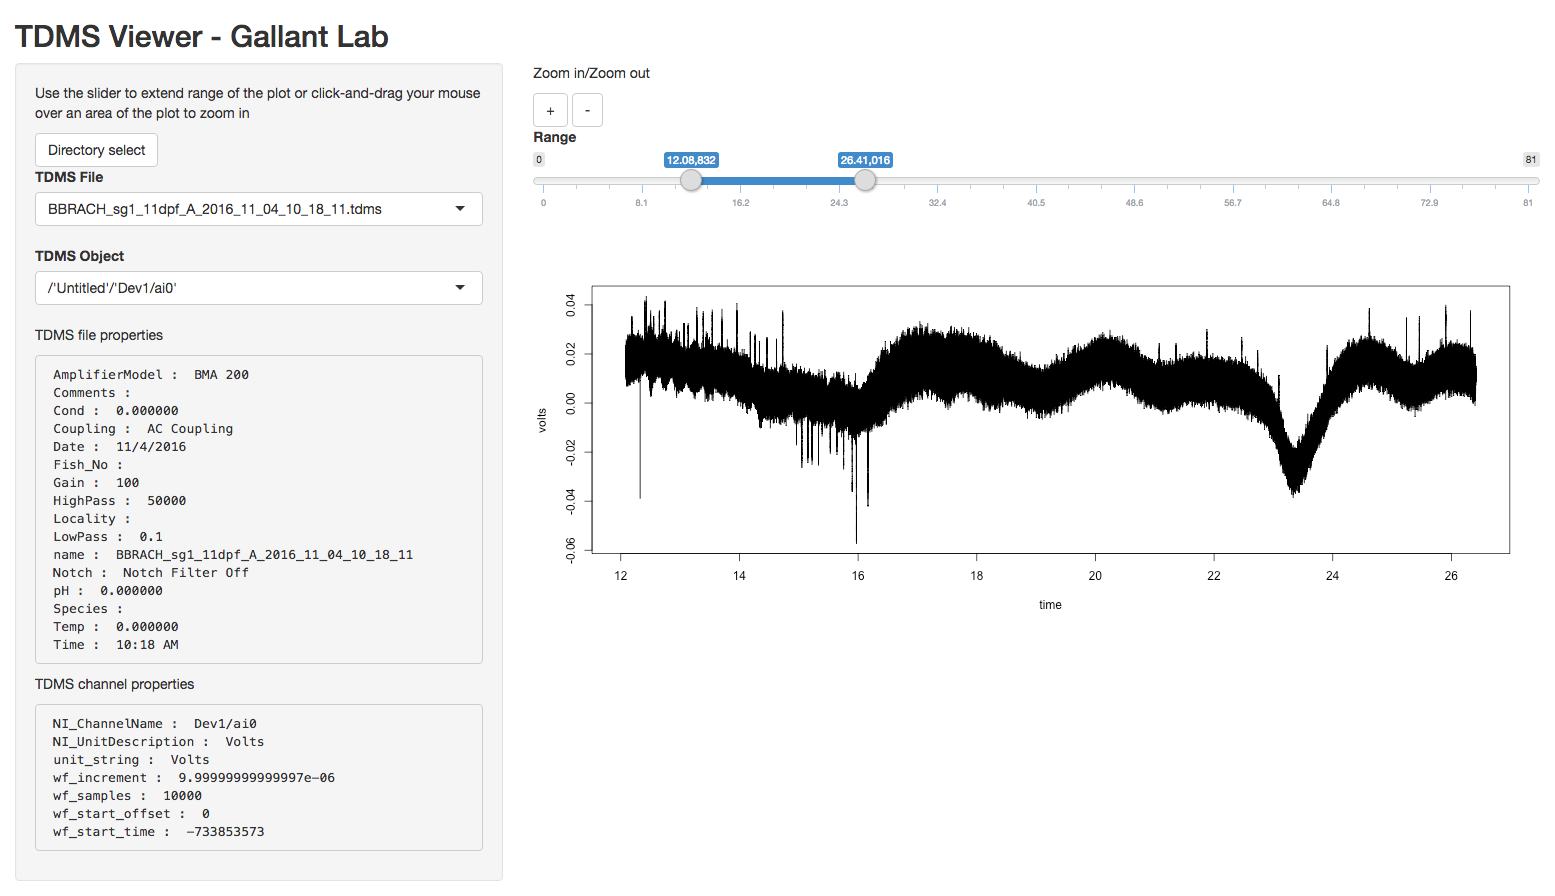 TDMS Viewer - Gallant Lab
Use the slider to extend range of the plot or click-and-drag your mouse
over an area of the plot to zoom in
Directory select
TDMS File
BBRACH_sg1_11dpf_A_2016_11_04_10_18_11.tdms
TDMS Object
/'Untitled'/'Dev1/ai0'
TDMS file properties
AmplifierModel :  BMA 200
Comments :
Cond :  0.000000
Coupling :  AC Coupling
Date :  11/4/2016
Fish_No :
Gain :  100
HighPass :  50000
Locality :
LowPass :  0.1
name :  BBRACH_sg1_11dpf_A_2016_11_04_10_18_11
Notch :  Notch Filter Off
pH :  0.000000
Species :
Temp :  0.000000
Time :  10:18 AM
TDMS channel properties
NI_ChannelName :  Dev1/ai0
NI_UnitDescription :  Volts
unit_string :  Volts
wf_increment :  9.99999999999997e-06
wf_samples :  10000
wf_start_offset :  0
wf_start_time :  -733853573
Zoom in/Zoom out
+ -
Range
0 12.08,832 26.41,016 81
0 8.1 16.2 24.3 32.4 40.5 48.6 56.7 64.8 72.9 81
0.04
0.02
0.00
-0.02
-0.04
-0.06
volts
12 14 16 18 20 22 24 26
time